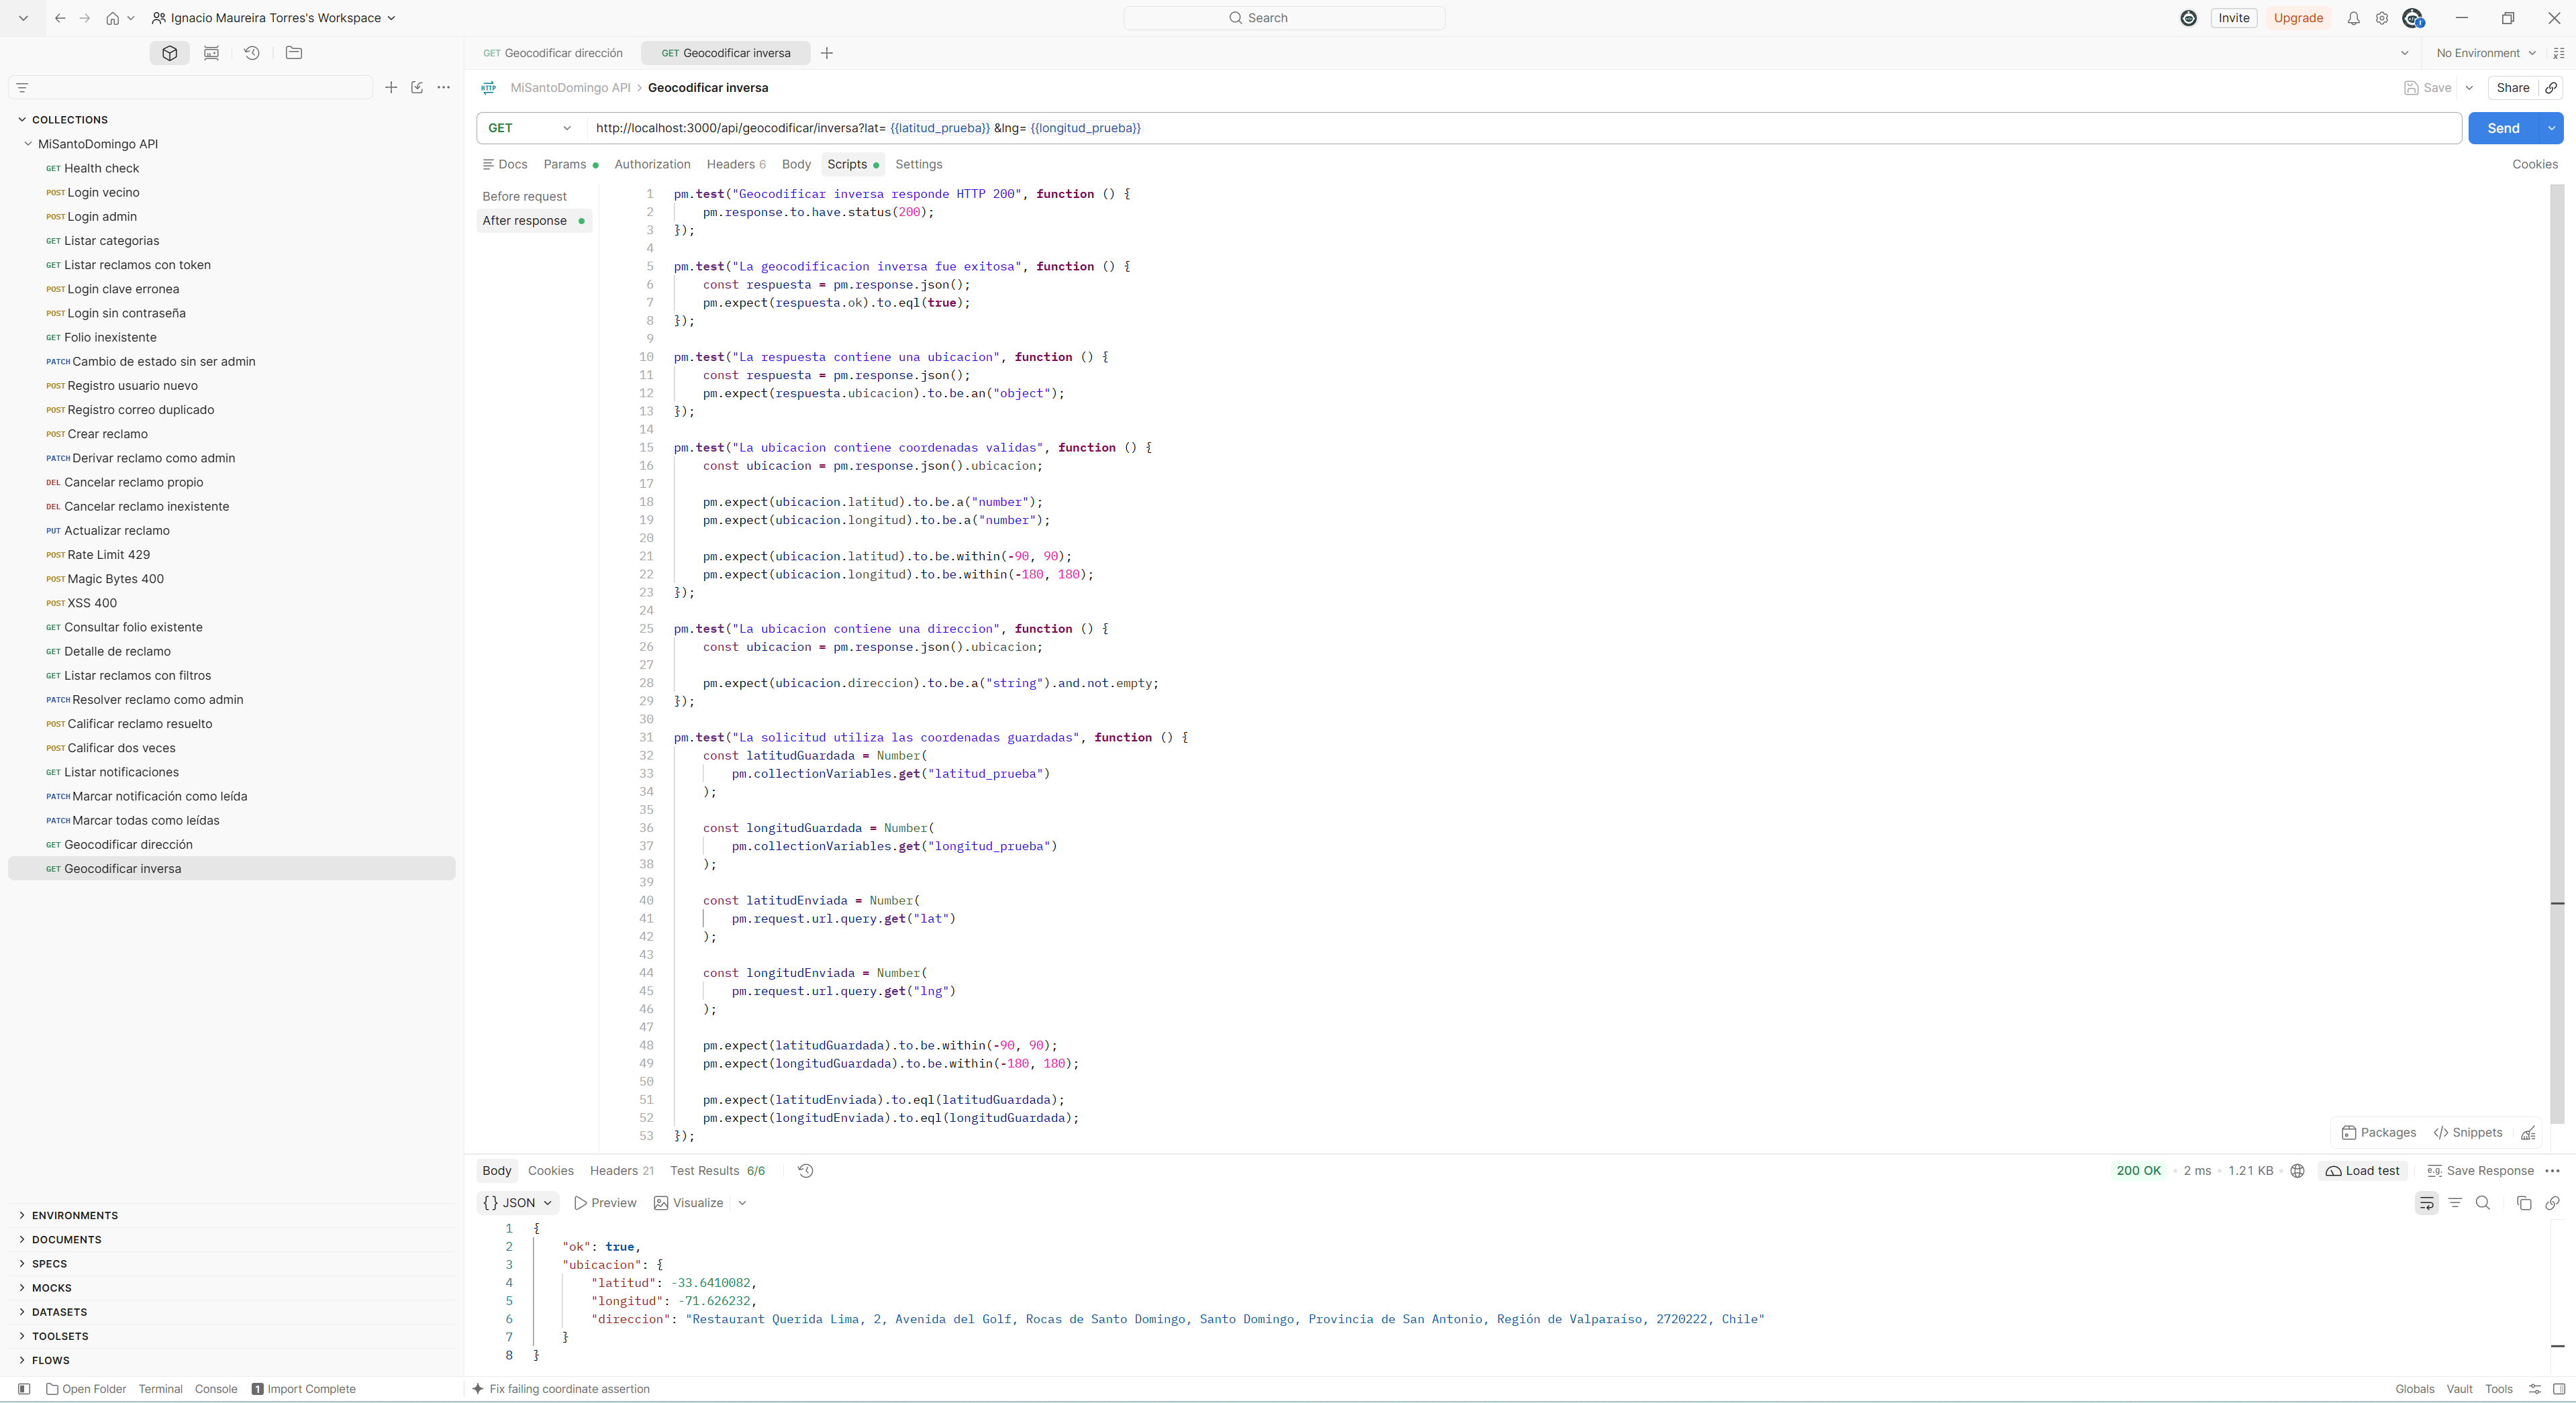 Ignacio Maureira Torres's Workspace
Search
Invite
Upgrade
GET Geocodificar dirección
GET Geocodificar inversa
No Environment
MiSantoDomingo API > Geocodificar inversa
Save
Share
COLLECTIONS
MiSantoDomingo API
GET Health check
POST Login vecino
POST Login admin
GET Listar categorias
GET Listar reclamos con token
POST Login clave erronea
POST Login sin contraseña
GET Folio inexistente
PATCH Cambio de estado sin ser admin
POST Registro usuario nuevo
POST Registro correo duplicado
POST Crear reclamo
PATCH Derivar reclamo como admin
DEL Cancelar reclamo propio
DEL Cancelar reclamo inexistente
PUT Actualizar reclamo
POST Rate Limit 429
POST Magic Bytes 400
POST XSS 400
GET Consultar folio existente
GET Detalle de reclamo
GET Listar reclamos con filtros
PATCH Resolver reclamo como admin
POST Calificar reclamo resuelto
POST Calificar dos veces
GET Listar notificaciones
PATCH Marcar notificación como leída
PATCH Marcar todas como leídas
GET Geocodificar dirección
GET Geocodificar inversa
ENVIRONMENTS
DOCUMENTS
SPECS
MOCKS
DATASETS
TOOLSETS
FLOWS
GET http://localhost:3000/api/geocodificar/inversa?lat= {{latitud_prueba}} &lng= {{longitud_prueba}}
Send
Docs Params Authorization Headers 6 Body Scripts Settings
Cookies
Before request
After response
1 pm.test("Geocodificar inversa responde HTTP 200", function () {
2 pm.response.to.have.status(200);
3 });
4
5 pm.test("La geocodificacion inversa fue exitosa", function () {
6 const respuesta = pm.response.json();
7 pm.expect(respuesta.ok).to.eql(true);
8 });
9
10 pm.test("La respuesta contiene una ubicacion", function () {
11 const respuesta = pm.response.json();
12 pm.expect(respuesta.ubicacion).to.be.an("object");
13 });
14
15 pm.test("La ubicacion contiene coordenadas validas", function () {
16 const ubicacion = pm.response.json().ubicacion;
17
18 pm.expect(ubicacion.latitud).to.be.a("number");
19 pm.expect(ubicacion.longitud).to.be.a("number");
20
21 pm.expect(ubicacion.latitud).to.be.within(-90, 90);
22 pm.expect(ubicacion.longitud).to.be.within(-180, 180);
23 });
24
25 pm.test("La ubicacion contiene una direccion", function () {
26 const ubicacion = pm.response.json().ubicacion;
27
28 pm.expect(ubicacion.direccion).to.be.a("string").and.not.empty;
29 });
30
31 pm.test("La solicitud utiliza las coordenadas guardadas", function () {
32 const latitudGuardada = Number(
33 pm.collectionVariables.get("latitud_prueba")
34 );
35
36 const longitudGuardada = Number(
37 pm.collectionVariables.get("longitud_prueba")
38 );
39
40 const latitudEnviada = Number(
41 pm.request.url.query.get("lat")
42 );
43
44 const longitudEnviada = Number(
45 pm.request.url.query.get("lng")
46 );
47
48 pm.expect(latitudGuardada).to.be.within(-90, 90);
49 pm.expect(longitudGuardada).to.be.within(-180, 180);
50
51 pm.expect(latitudEnviada).to.eql(latitudGuardada);
52 pm.expect(longitudEnviada).to.eql(longitudGuardada);
53 });
Packages
Snippets
Body Cookies Headers 21 Test Results 6/6
200 OK • 2 ms • 1.21 KB
Load test
e.g. Save Response
{} JSON
Preview
Visualize
1 {
2 "ok": true,
3 "ubicacion": {
4 "latitud": -33.6410082,
5 "longitud": -71.626232,
6 "direccion": "Restaurant Querida Lima, 2, Avenida del Golf, Rocas de Santo Domingo, Santo Domingo, Provincia de San Antonio, Región de Valparaíso, 2720222, Chile"
7 }
8 }
Open Folder Terminal Console 1 Import Complete
Fix failing coordinate assertion
Globals Vault Tools